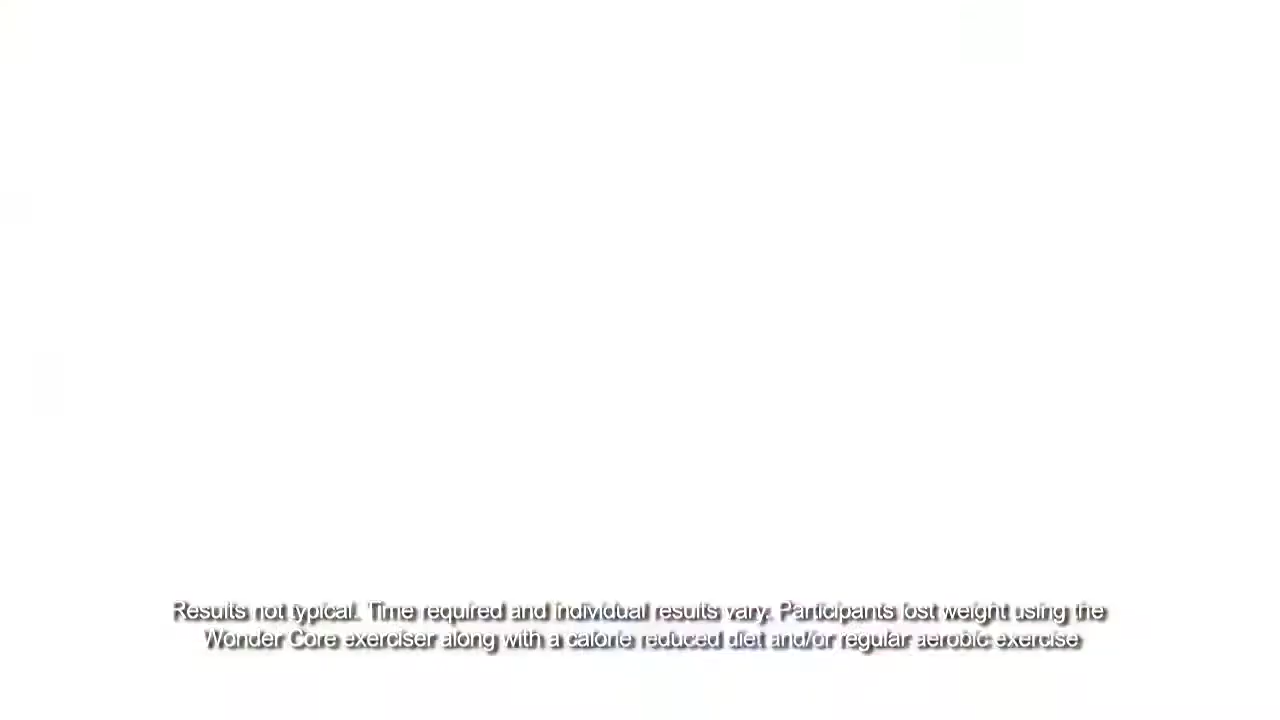 Results not typical. Time required and individual results vary. Participants lost weight using the
Wonder Core exerciser along with a calorie reduced diet and/or regular aerobic exercise